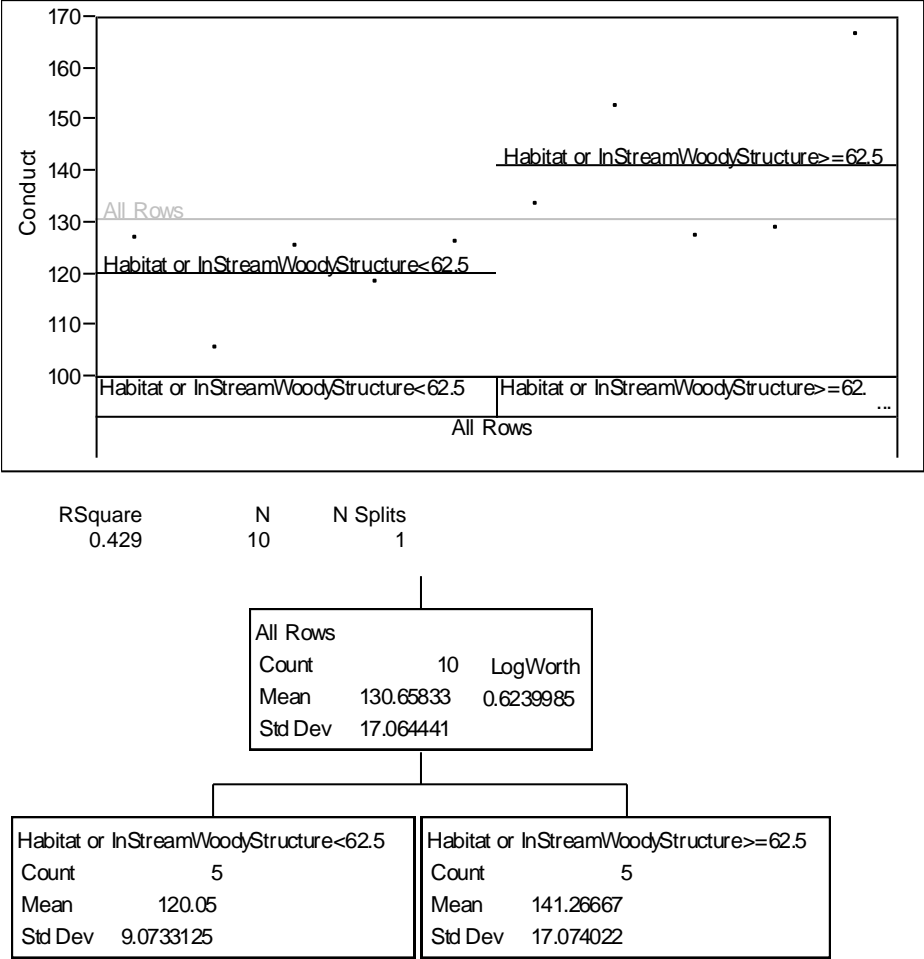 170
160
150
140
130
120
110
100
Conduct
Habitat or InStreamWoodyStructure>=62.5
All Rows
Habitat or InStreamWoodyStructure<62.5
Habitat or InStreamWoodyStructure<62.5 Habitat or InStreamWoodyStructure>=62.
...
All Rows
RSquare N N Splits
0.429 10 1
All Rows
Count 10 LogWorth
Mean 130.65833 0.6239985
Std Dev 17.064441
Habitat or InStreamWoodyStructure<62.5
Count 5
Mean 120.05
Std Dev 9.0733125
Habitat or InStreamWoodyStructure>=62.5
Count 5
Mean 141.26667
Std Dev 17.074022